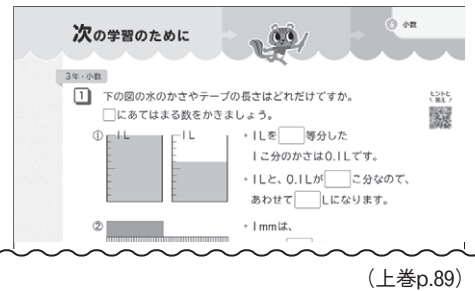 次の学習のために
⑥ 小数
3年・小数
1 下の図の水のかさやテープの長さはどれだけですか。
□にあてはまる数をかきましょう。
ヒントと
答え
① 1L 1L
・1Lを□等分した
1こ分のかさは0.1Lです。
・1Lと、0.1Lが□こ分なので、
あわせて□Lになります。
②
・1mmは、
(上巻p.89)